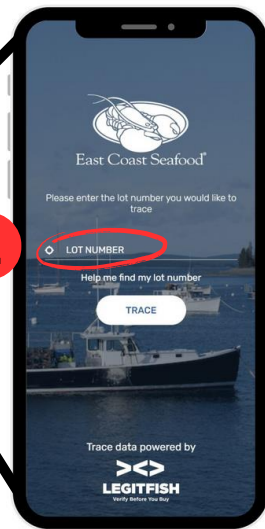 East Coast Seafood®
Please enter the lot number you would like to
trace
LOT NUMBER
Help me find my lot number
TRACE
Trace data powered by
LEGITFISH
Verify Before You Buy